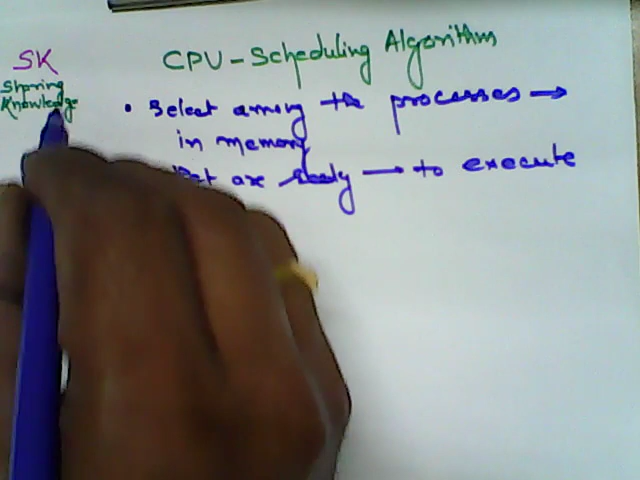 SK
Sharing
Knowledge
CPU-Scheduling Algorithm
• Select among the processes →
in memory
are ready → to execute